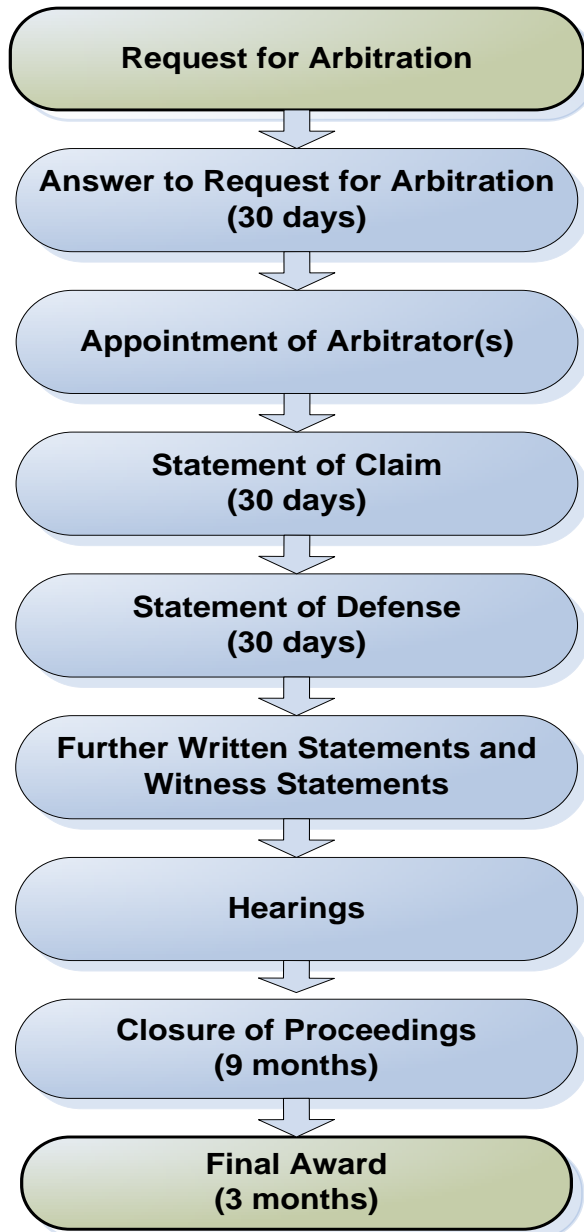 Request for Arbitration
Answer to Request for Arbitration
(30 days)
Appointment of Arbitrator(s)
Statement of Claim
(30 days)
Statement of Defense
(30 days)
Further Written Statements and
Witness Statements
Hearings
Closure of Proceedings
(9 months)
Final Award
(3 months)